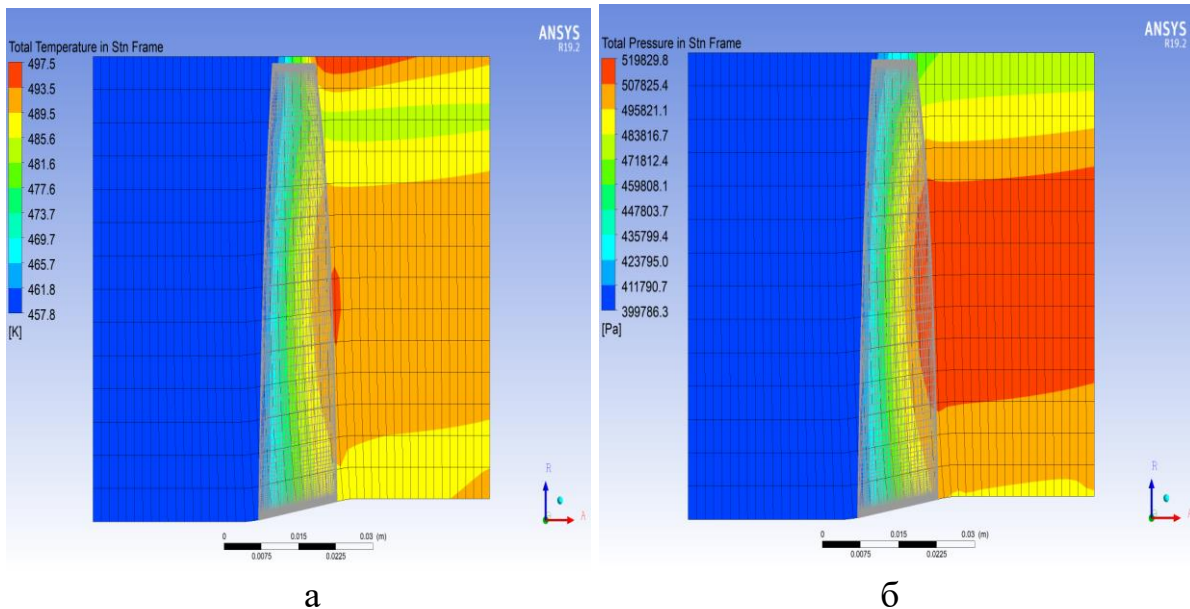 ANSYS
R19.2
Total Temperature in Stn Frame
497.5
493.5
489.5
485.6
481.6
477.6
473.7
469.7
465.7
461.8
457.8
[K]
R
A
0 0.015 0.03 (m)
0.0075 0.0225
а
ANSYS
R19.2
Total Pressure in Stn Frame
519829.8
507825.4
495821.1
483816.7
471812.4
459808.1
447803.7
435799.4
423795.0
411790.7
399786.3
[Pa]
R
A
0 0.015 0.03 (m)
0.0075 0.0225
б